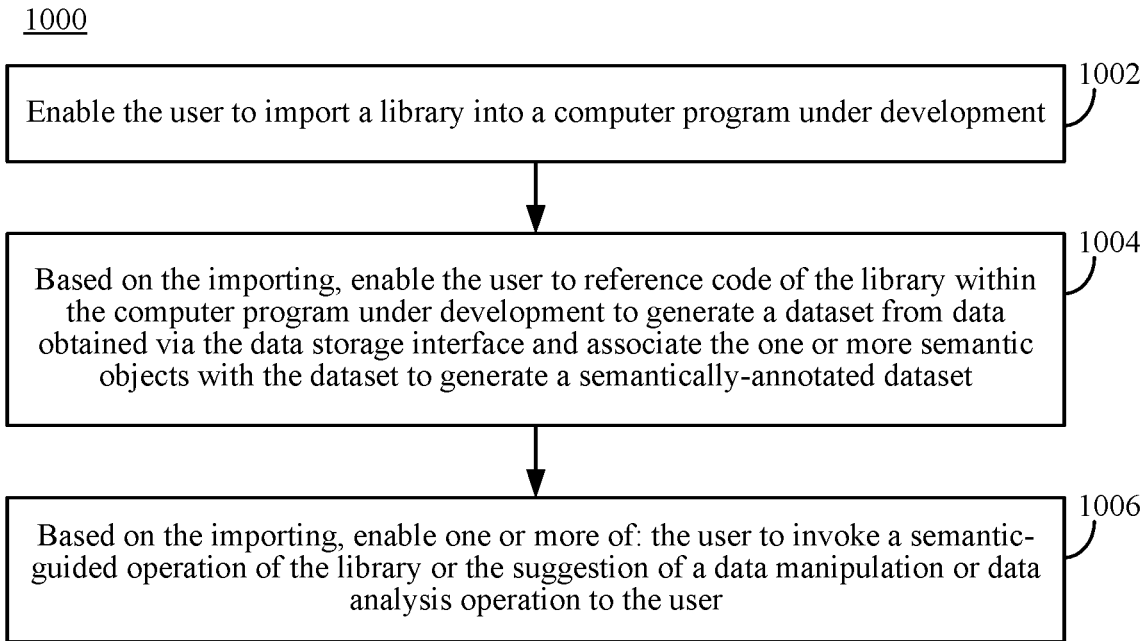 1000
1002
Enable the user to import a library into a computer program under development
1004
Based on the importing, enable the user to reference code of the library within
the computer program under development to generate a dataset from data
obtained via the data storage interface and associate the one or more semantic
objects with the dataset to generate a semantically-annotated dataset
1006
Based on the importing, enable one or more of: the user to invoke a semantic-
guided operation of the library or the suggestion of a data manipulation or data
analysis operation to the user